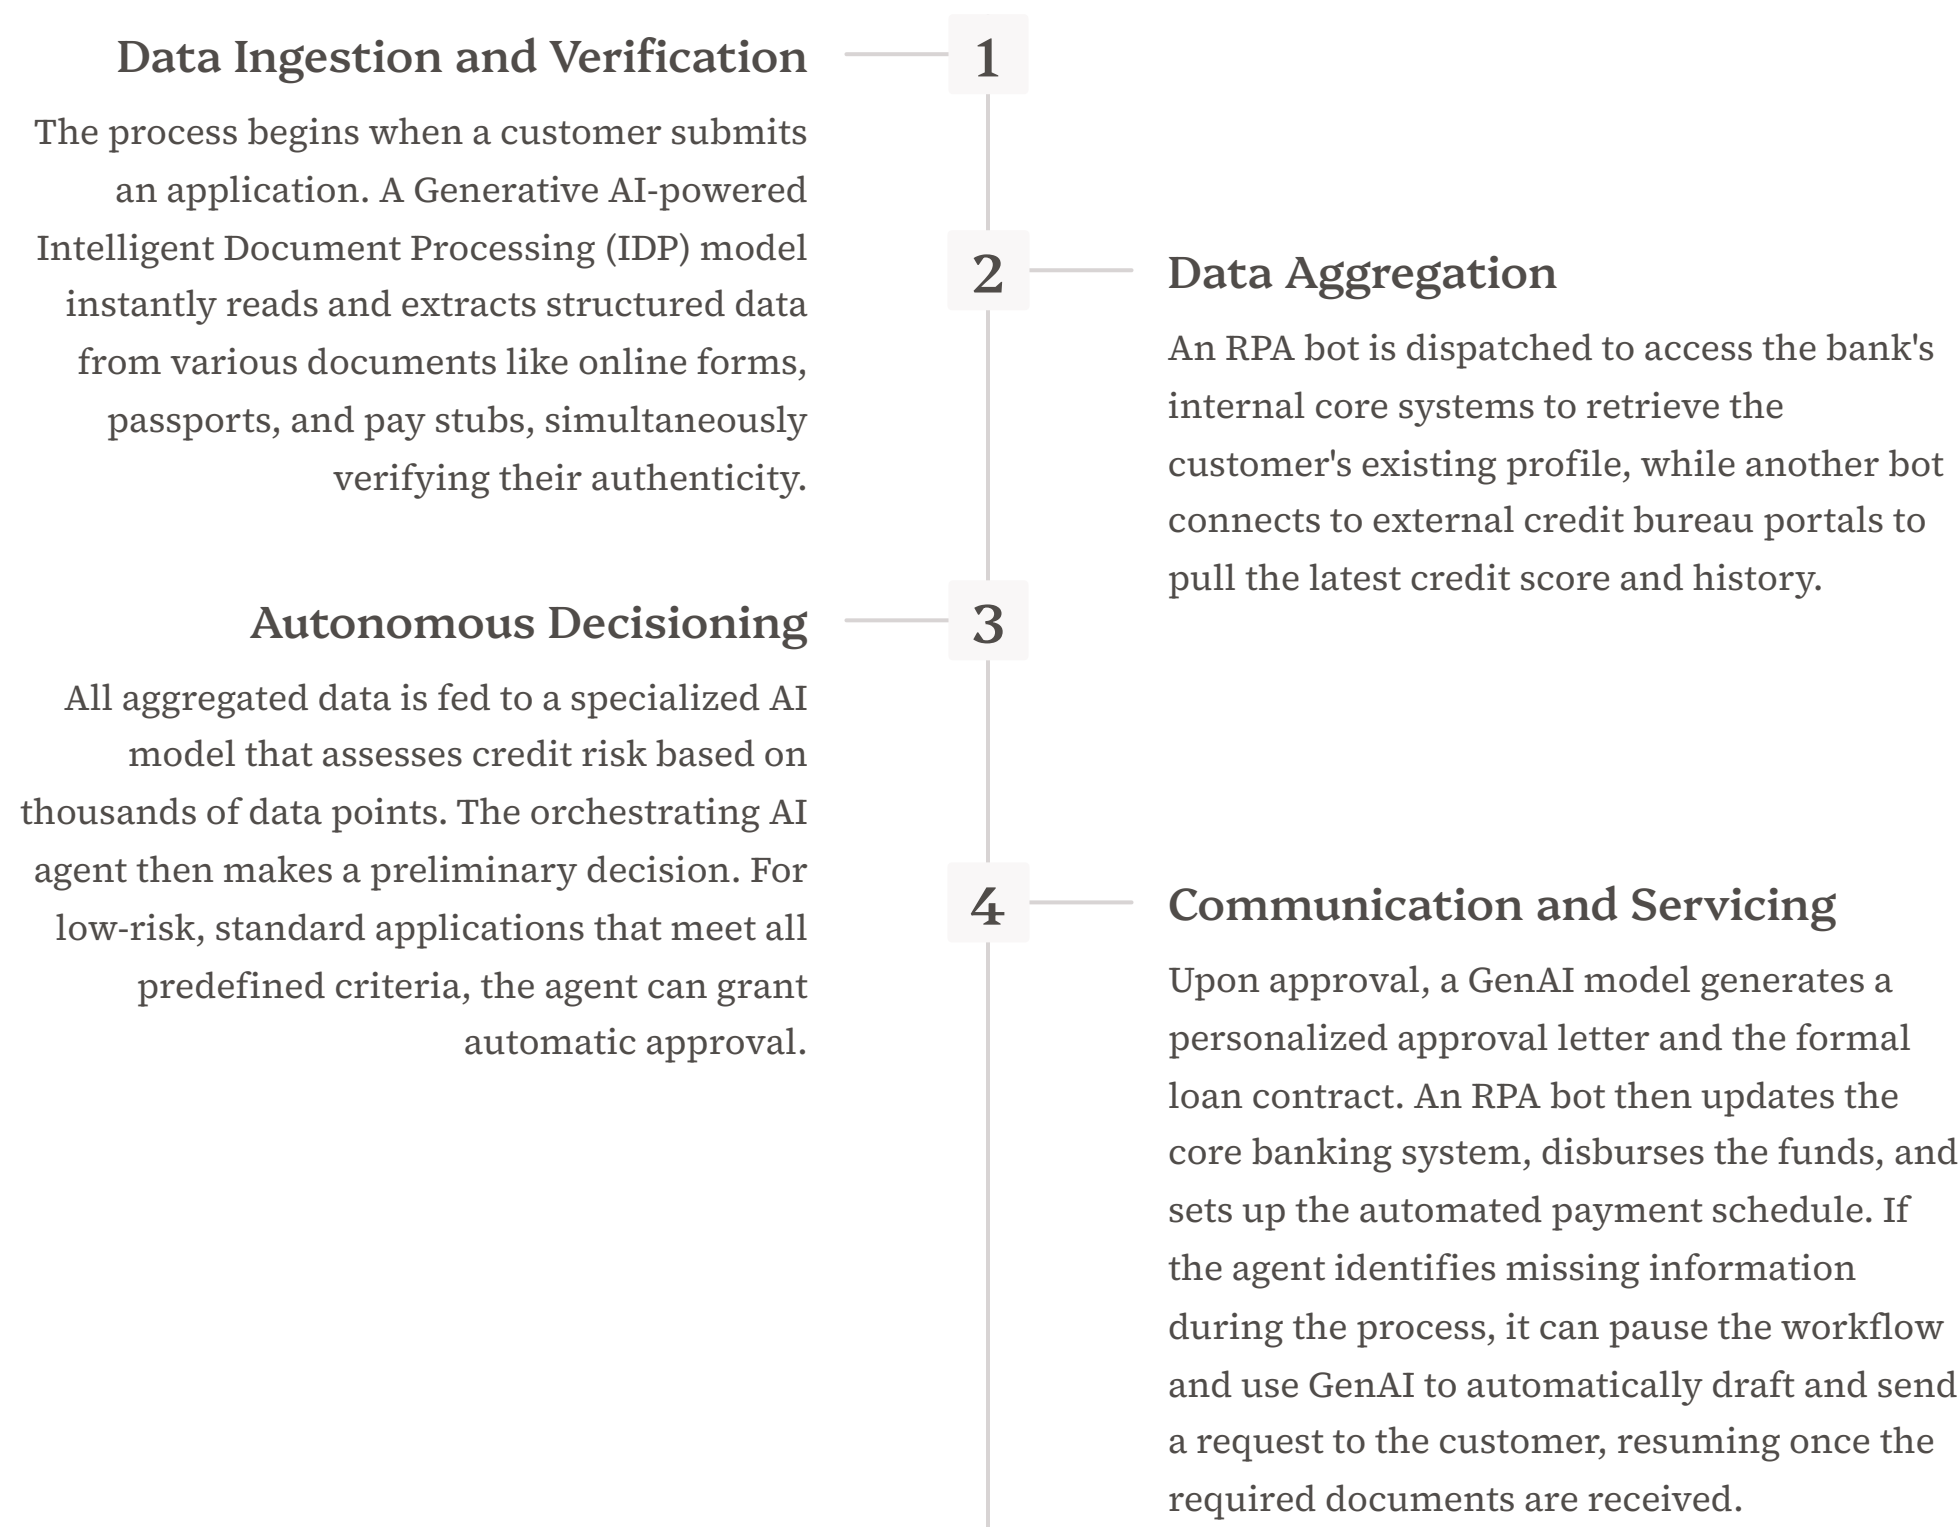 Data Ingestion and Verification
1
The process begins when a customer submits
an application. A Generative AI-powered
Intelligent Document Processing (IDP) model
instantly reads and extracts structured data
from various documents like online forms,
passports, and pay stubs, simultaneously
verifying their authenticity.
2
Data Aggregation
An RPA bot is dispatched to access the bank's
internal core systems to retrieve the
customer's existing profile, while another bot
connects to external credit bureau portals to
pull the latest credit score and history.
Autonomous Decisioning
3
All aggregated data is fed to a specialized AI
model that assesses credit risk based on
thousands of data points. The orchestrating AI
agent then makes a preliminary decision. For
low-risk, standard applications that meet all
predefined criteria, the agent can grant
automatic approval.
4
Communication and Servicing
Upon approval, a GenAI model generates a
personalized approval letter and the formal
loan contract. An RPA bot then updates the
core banking system, disburses the funds, and
sets up the automated payment schedule. If
the agent identifies missing information
during the process, it can pause the workflow
and use GenAI to automatically draft and send
a request to the customer, resuming once the
required documents are received.